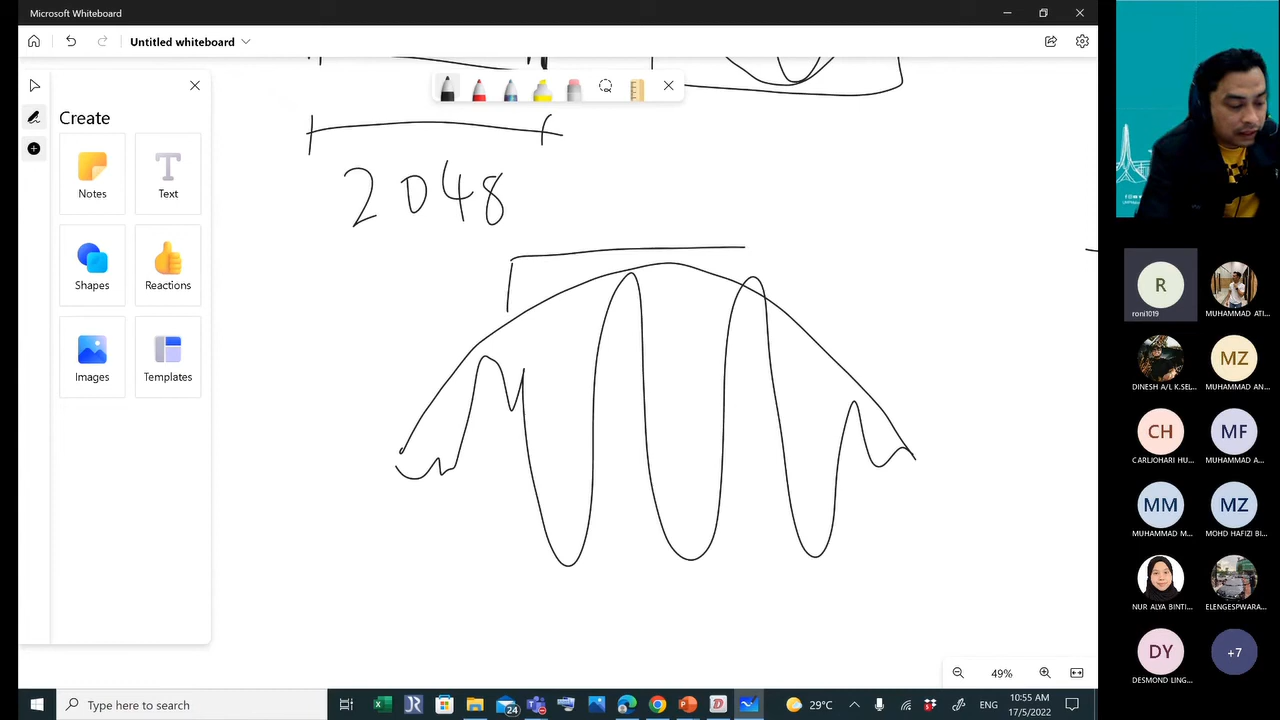 Microsoft Whiteboard
Untitled whiteboard
Create
Notes
Text
Shapes
Reactions
Images
Templates
2048
49%
R
roni1019
MUHAMMAD ATI...
DINESH A/L K.SEL...
MZ
MUHAMMAD AN...
CH
CARLJOHARI HU...
MF
MUHAMMAD A...
MM
MUHAMMAD M...
MZ
MOHD HAFIZI BI...
NUR ALYA BINTI...
ELENGESPWARA...
DY
DESMOND LING...
+7
Type here to search
24
29°C
ENG
10:55 AM
17/5/2022